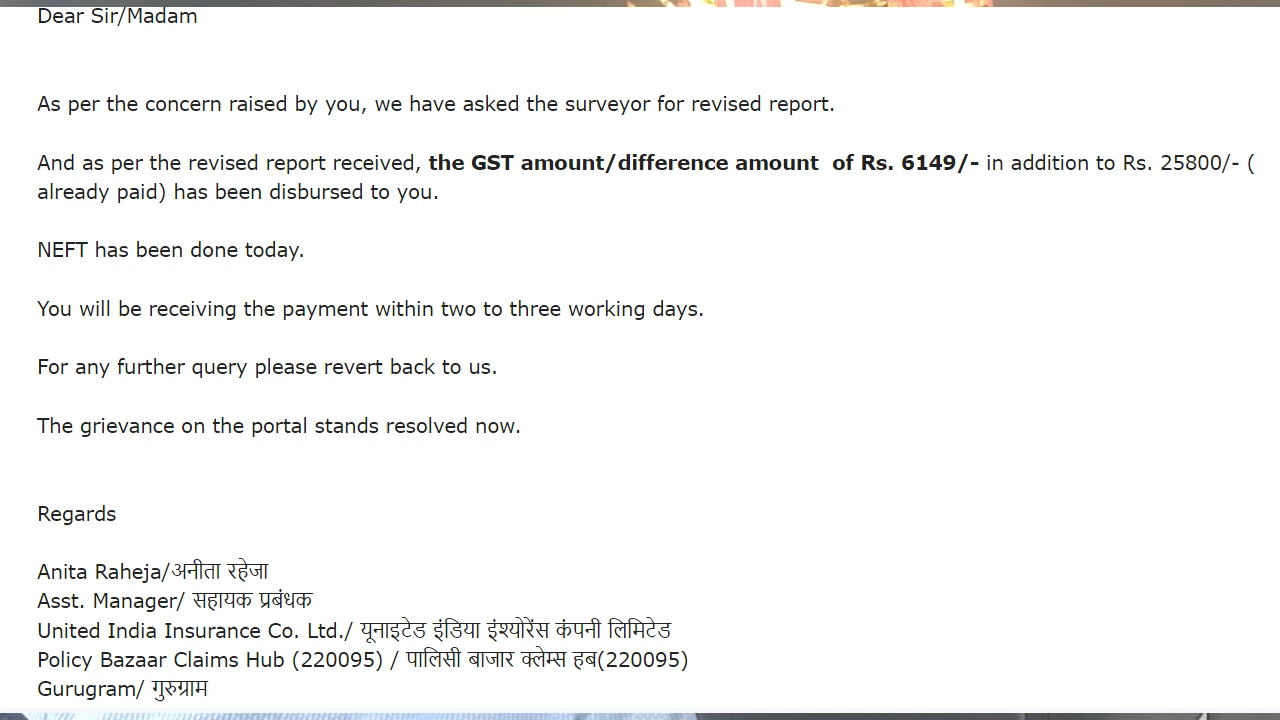 Dear Sir/Madam
As per the concern raised by you, we have asked the surveyor for revised report.
And as per the revised report received, the GST amount/difference amount  of Rs. 6149/- in addition to Rs. 25800/- (
already paid) has been disbursed to you.
NEFT has been done today.
You will be receiving the payment within two to three working days.
For any further query please revert back to us.
The grievance on the portal stands resolved now.
Regards
Anita Raheja/अनीता रहेजा
Asst. Manager/ सहायक प्रबंधक
United India Insurance Co. Ltd./ यूनाइटेड इंडिया इंश्योरेंस कंपनी लिमिटेड
Policy Bazaar Claims Hub (220095) / पालिसी बाजार क्लेम्स हब(220095)
Gurugram/ गुरुग्राम